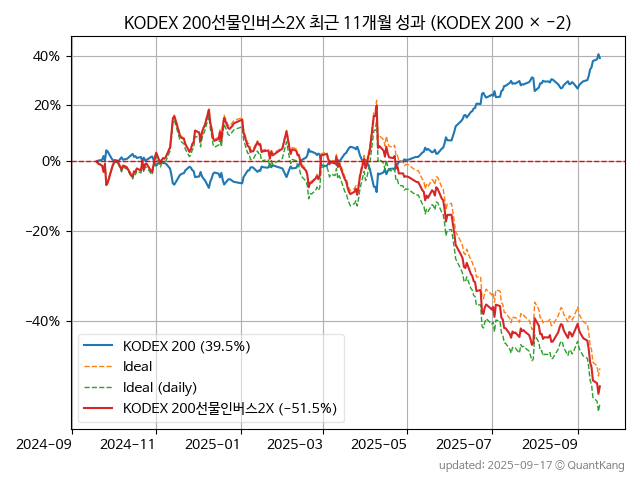 KODEX 200선물인버스2X 최근 11개월 성과 (KODEX 200 × −2)
40%
20%
0%
−20%
−40%
KODEX 200 (39.5%)
Ideal
Ideal (daily)
KODEX 200선물인버스2X (−51.5%)
2024-09 2024-11 2025-01 2025-03 2025-05 2025-07 2025-09
updated: 2025-09-17 © QuantKang